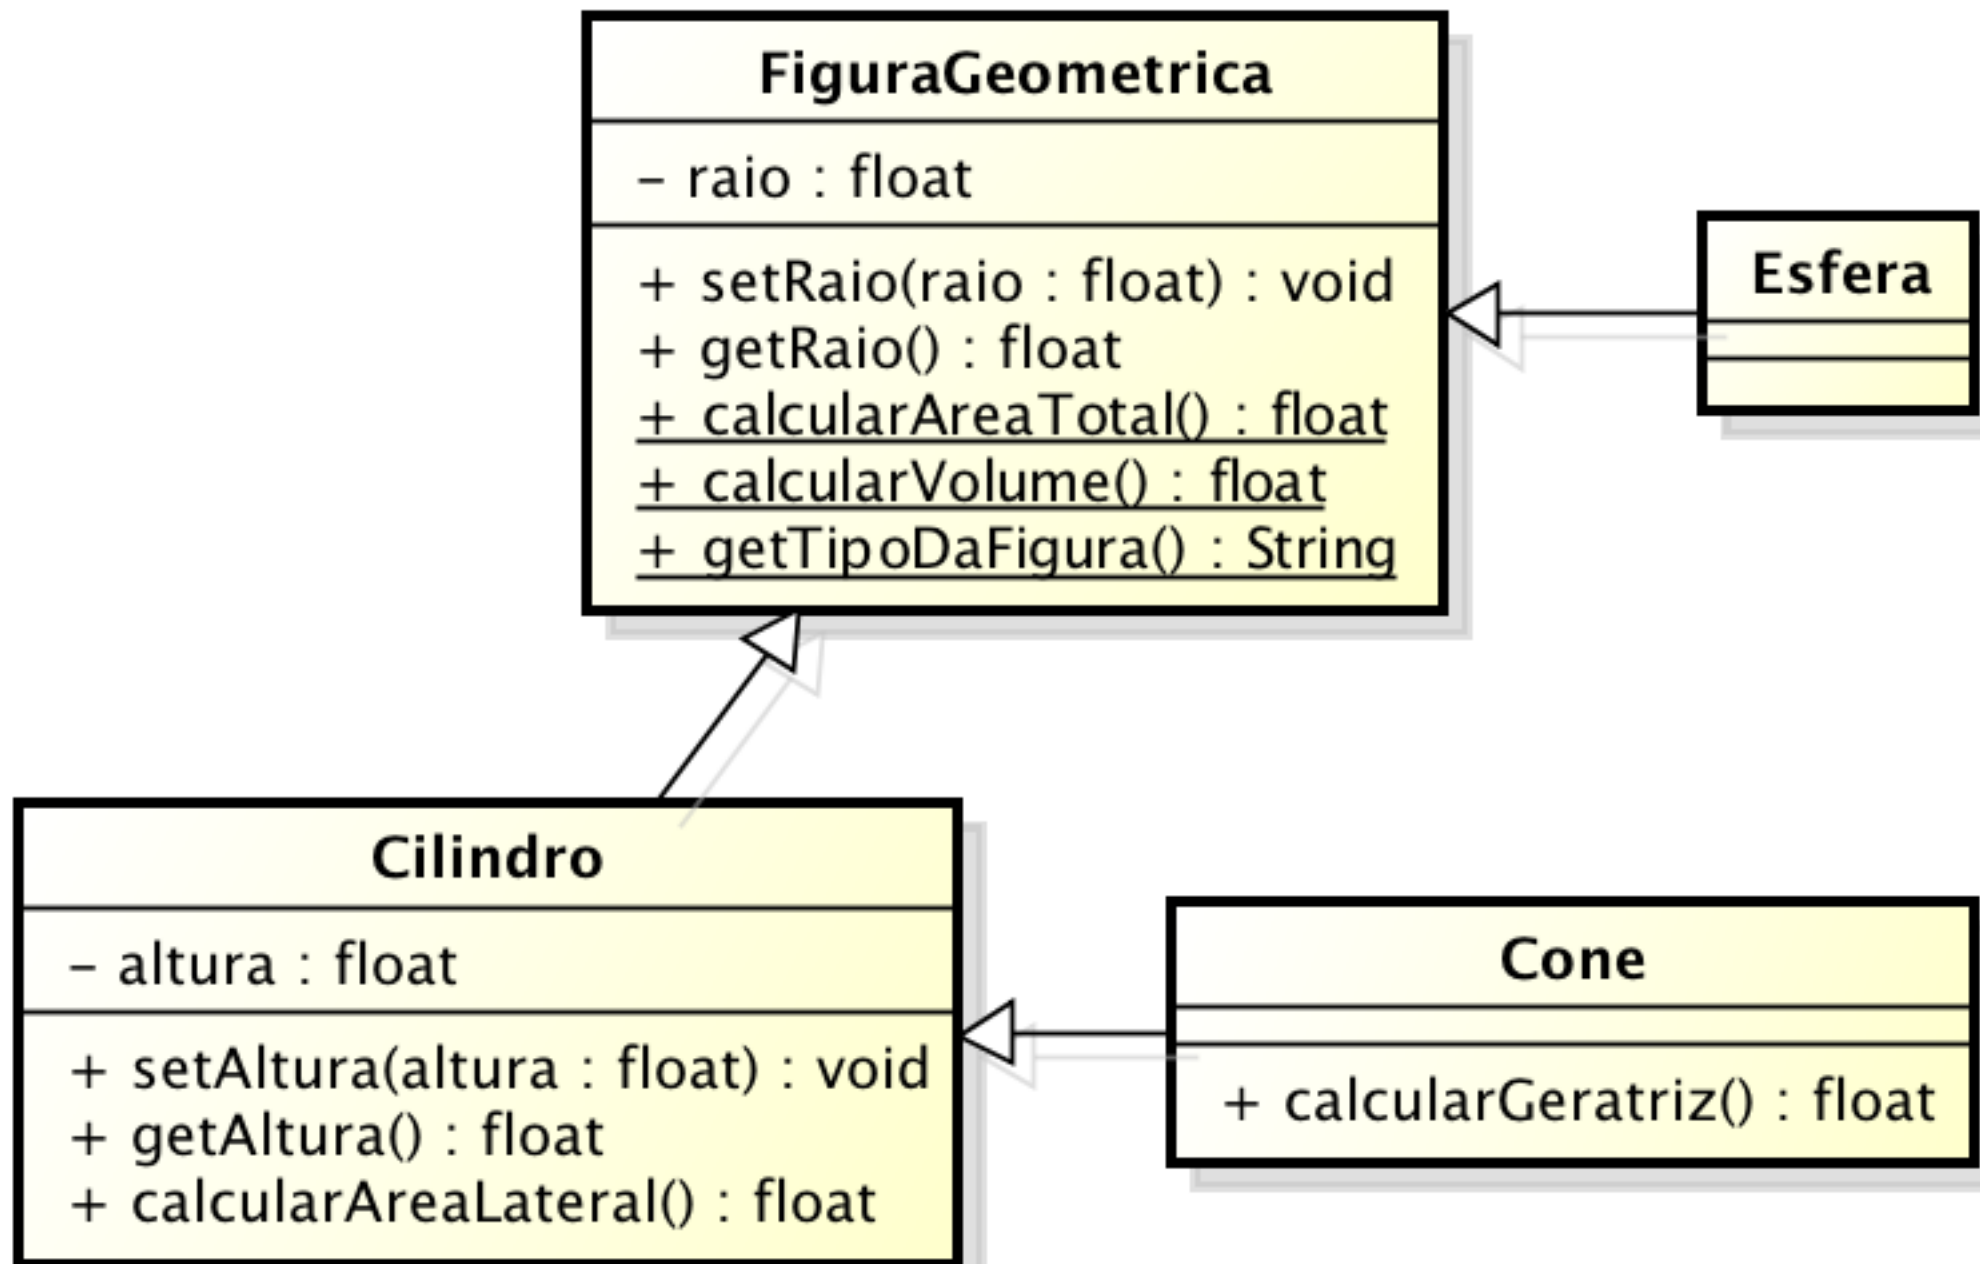 FiguraGeometrica
– raio : float
+ setRaio(raio : float) : void
+ getRaio() : float
+ calcularAreaTotal() : float
+ calcularVolume() : float
+ getTipoDaFigura() : String
Esfera
Cilindro
– altura : float
+ setAltura(altura : float) : void
+ getAltura() : float
+ calcularAreaLateral() : float
Cone
+ calcularGeratriz() : float